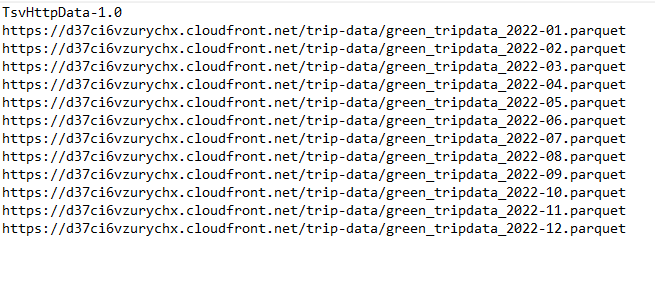 TsvHttpData-1.0
https://d37ci6vzurychx.cloudfront.net/trip-data/green_tripdata_2022-01.parquet
https://d37ci6vzurychx.cloudfront.net/trip-data/green_tripdata_2022-02.parquet
https://d37ci6vzurychx.cloudfront.net/trip-data/green_tripdata_2022-03.parquet
https://d37ci6vzurychx.cloudfront.net/trip-data/green_tripdata_2022-04.parquet
https://d37ci6vzurychx.cloudfront.net/trip-data/green_tripdata_2022-05.parquet
https://d37ci6vzurychx.cloudfront.net/trip-data/green_tripdata_2022-06.parquet
https://d37ci6vzurychx.cloudfront.net/trip-data/green_tripdata_2022-07.parquet
https://d37ci6vzurychx.cloudfront.net/trip-data/green_tripdata_2022-08.parquet
https://d37ci6vzurychx.cloudfront.net/trip-data/green_tripdata_2022-09.parquet
https://d37ci6vzurychx.cloudfront.net/trip-data/green_tripdata_2022-10.parquet
https://d37ci6vzurychx.cloudfront.net/trip-data/green_tripdata_2022-11.parquet
https://d37ci6vzurychx.cloudfront.net/trip-data/green_tripdata_2022-12.parquet